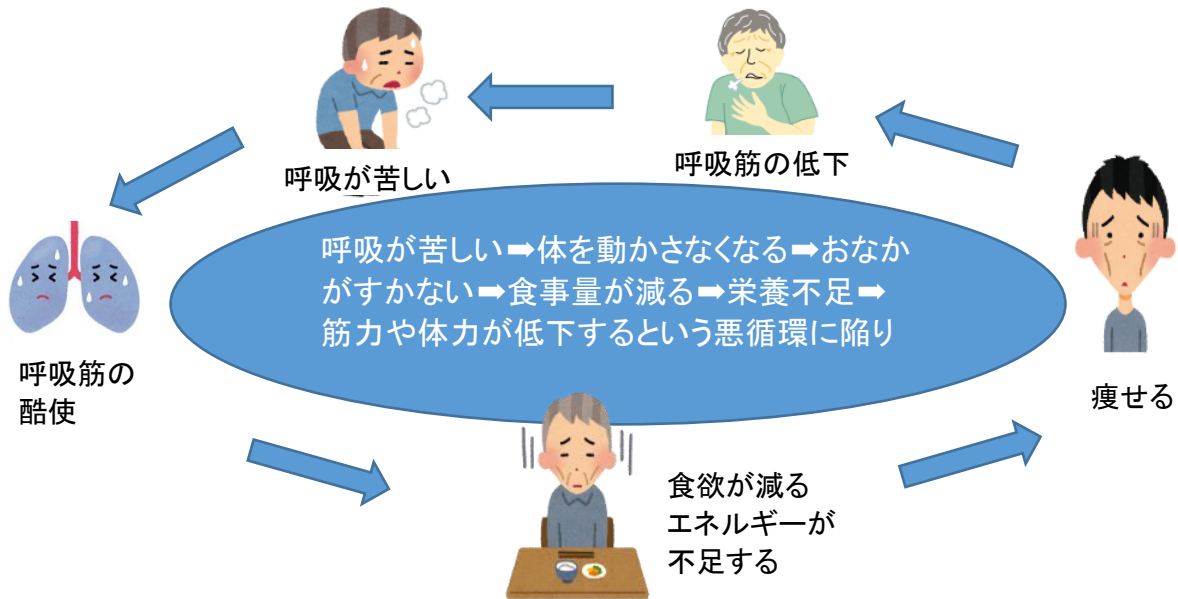 呼吸筋の低下
呼吸が苦しい
呼吸が苦しい➡体を動かさなくなる➡おなか
がすかない➡食事量が減る➡栄養不足➡
筋力や体力が低下するという悪循環に陥り
呼吸筋の
酷使
痩せる
食欲が減る
エネルギーが
不足する